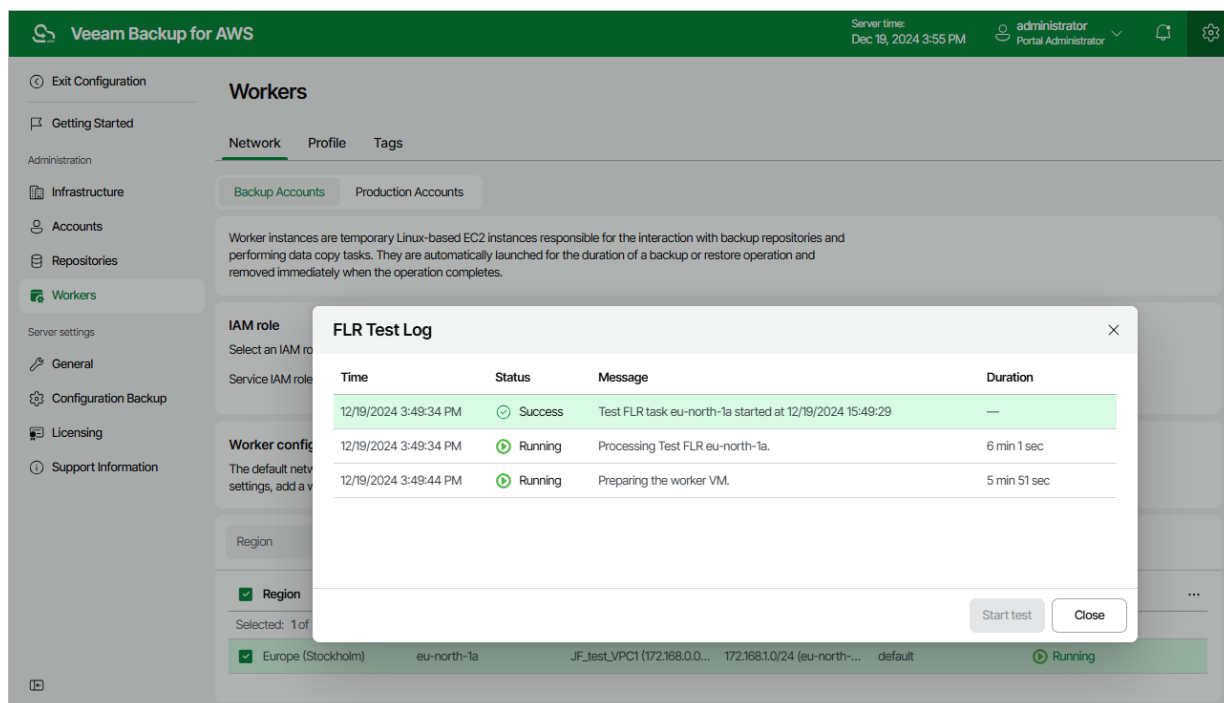 Veeam Backup for AWS
Server time:
Dec 19, 2024 3:55 PM
administrator
Portal Administrator
Exit Configuration
Getting Started
Administration
Infrastructure
Accounts
Repositories
Workers
Server settings
General
Configuration Backup
Licensing
Support Information
Workers
Network Profile Tags
Backup Accounts Production Accounts
Worker instances are temporary Linux-based EC2 instances responsible for the interaction with backup repositories and
performing data copy tasks. They are automatically launched for the duration of a backup or restore operation and
removed immediately when the operation completes.
IAM role
Select an IAM ro
Service IAM role
Worker config
The default netw
settings, add a w
FLR Test Log
Time Status Message Duration
12/19/2024 3:49:34 PM Success Test FLR task eu-north-1a started at 12/19/2024 15:49:29 —
12/19/2024 3:49:34 PM Running Processing Test FLR eu-north-1a. 6 min 1 sec
12/19/2024 3:49:44 PM Running Preparing the worker VM. 5 min 51 sec
Start test Close
Region
Region ...
Selected: 1 of
Europe (Stockholm) eu-north-1a JF_test_VPC1 (172.168.0.0... 172.168.1.0/24 (eu-north-... default Running